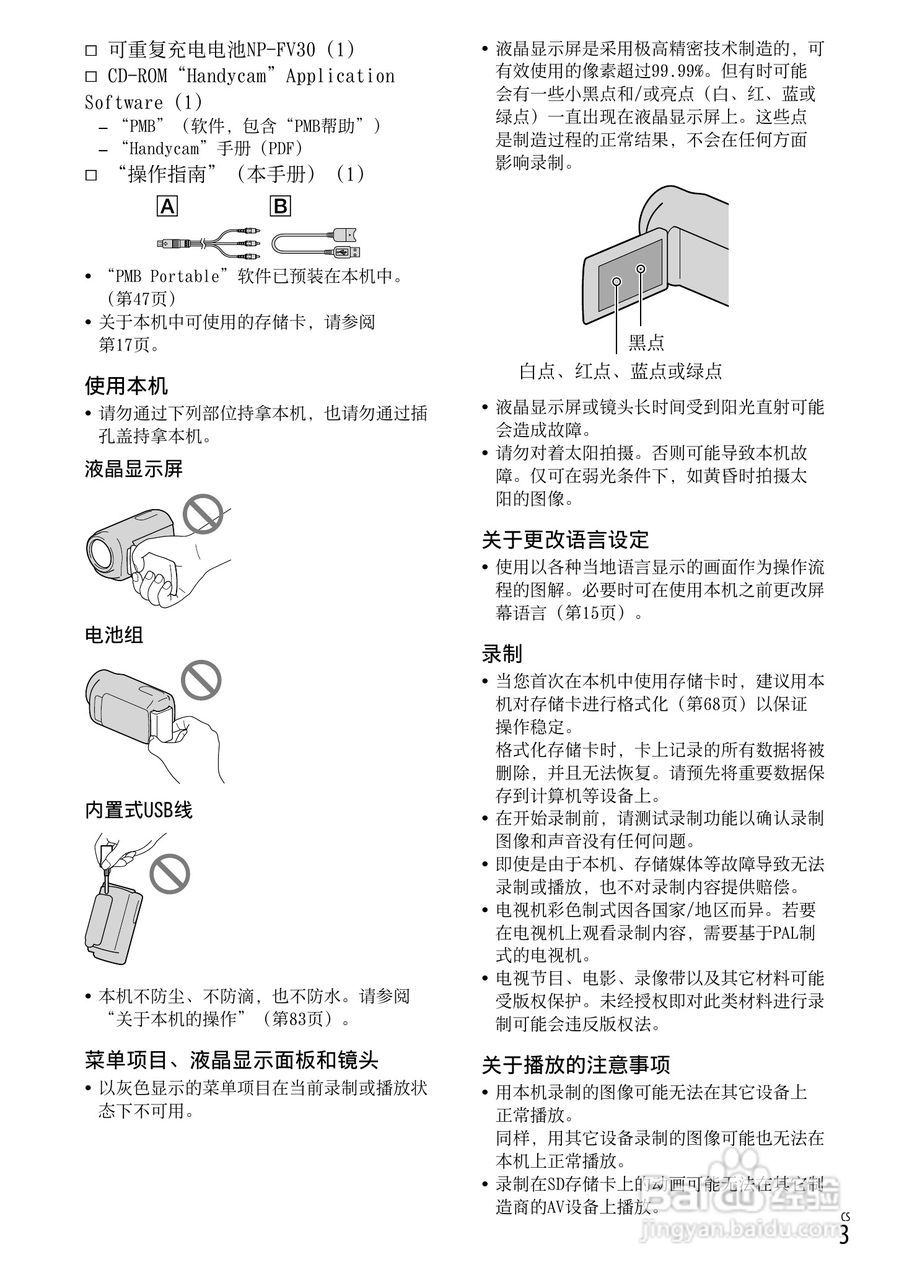 □ 可重复充电电池NP-FV30（1）
□ CD-ROM“Handycam”Application
Software（1）
– “PMB”（软件，包含“PMB帮助”）
– “Handycam”手册（PDF）
□ “操作指南”（本手册）（1）
A B
• “PMB Portable”软件已预装在本机中。
（第47页）
• 关于本机中可使用的存储卡，请参阅
第17页。
使用本机
• 请勿通过下列部位持拿本机，也请勿通过插
孔盖持拿本机。
液晶显示屏
电池组
内置式USB线
• 本机不防尘、不防滴，也不防水。请参阅
“关于本机的操作”（第83页）。
菜单项目、液晶显示面板和镜头
• 以灰色显示的菜单项目在当前录制或播放状
态下不可用。
• 液晶显示屏是采用极高精密技术制造的，可
有效使用的像素超过99.99%。但有时可能
会有一些小黑点和/或亮点（白、红、蓝或
绿点）一直出现在液晶显示屏上。这些点
是制造过程的正常结果，不会在任何方面
影响录制。
黑点
白点、红点、蓝点或绿点
• 液晶显示屏或镜头长时间受到阳光直射可能
会造成故障。
• 请勿对着太阳拍摄。否则可能导致本机故
障。仅可在弱光条件下，如黄昏时拍摄太
阳的图像。
关于更改语言设定
• 使用以各种当地语言显示的画面作为操作流
程的图解。必要时可在使用本机之前更改屏
幕语言（第15页）。
录制
• 当您首次在本机中使用存储卡时，建议用本
机对存储卡进行格式化（第68页）以保证
操作稳定。
格式化存储卡时，卡上记录的所有数据将被
删除，并且无法恢复。请预先将重要数据保
存到计算机等设备上。
• 在开始录制前，请测试录制功能以确认录制
图像和声音没有任何问题。
• 即使是由于本机、存储媒体等故障导致无法
录制或播放，也不对录制内容提供赔偿。
• 电视机彩色制式因各国家/地区而异。若要
在电视机上观看录制内容，需要基于PAL制
式的电视机。
• 电视节目、电影、录像带以及其它材料可能
受版权保护。未经授权即对此类材料进行录
制可能会违反版权法。
关于播放的注意事项
• 用本机录制的图像可能无法在其它设备上
正常播放。
同样，用其它设备录制的图像可能也无法在
本机上正常播放。
• 录制在SD存储卡上的动画可能无法在其它制
造商的AV设备上播放。
Baidu经验
jingyan.baidu.com
CS
3